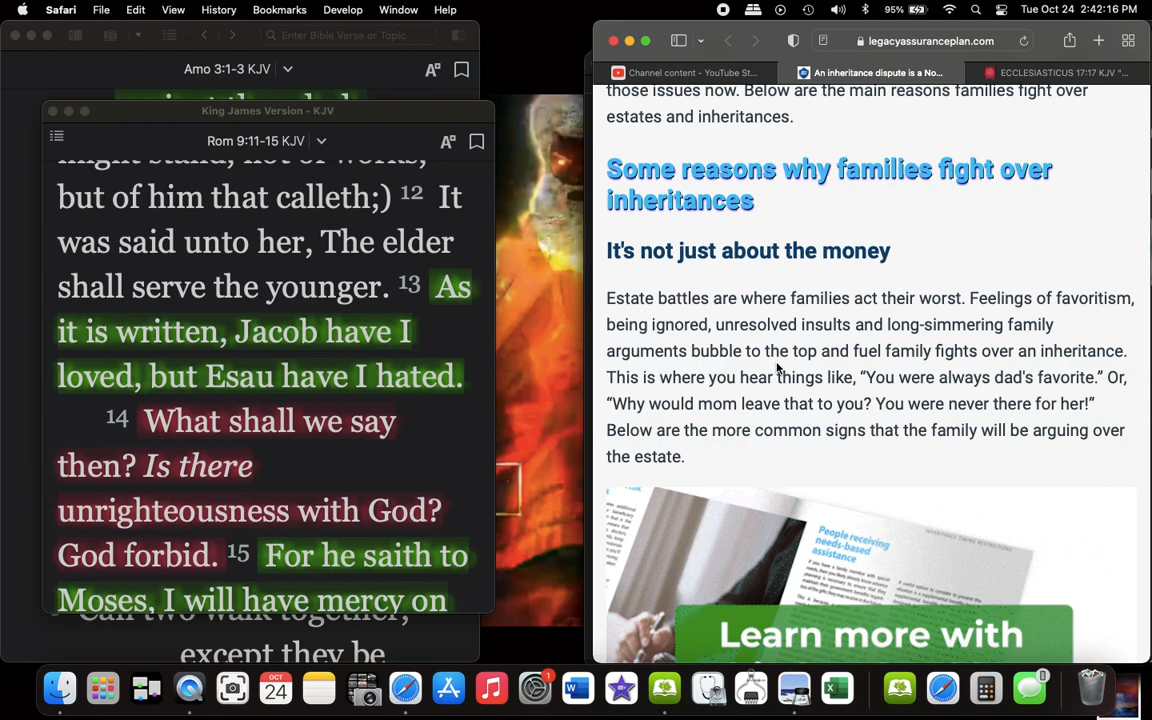 Safari File Edit View History Bookmarks Develop Window Help 95% Tue Oct 24 2:42:16 PM
Enter Bible Verse or Topic
Amo 3:1-3 KJV
King James Version - KJV
Rom 9:11-15 KJV
might stand, not of works,
but of him that calleth;) 12 It
was said unto her, The elder
shall serve the younger. 13 As
it is written, Jacob have I
loved, but Esau have I hated.
14 What shall we say
then? Is there
unrighteousness with God?
God forbid. 15 For he saith to
Moses, I will have mercy on
Can two walk together,
except they be
legacyassuranceplan.com
Channel content - YouTube St...
An inheritance dispute is a No...
ECCLESIASTICUS 17:17 KJV "...
those issues now. Below are the main reasons families fight over
estates and inheritances.
Some reasons why families fight over
inheritances
It's not just about the money
Estate battles are where families act their worst. Feelings of favoritism,
being ignored, unresolved insults and long-simmering family
arguments bubble to the top and fuel family fights over an inheritance.
This is where you hear things like, “You were always dad's favorite.” Or,
“Why would mom leave that to you? You were never there for her!”
Below are the more common signs that the family will be arguing over
the estate.
People receiving
needs-based
assistance
Learn more with
OCT
24
1